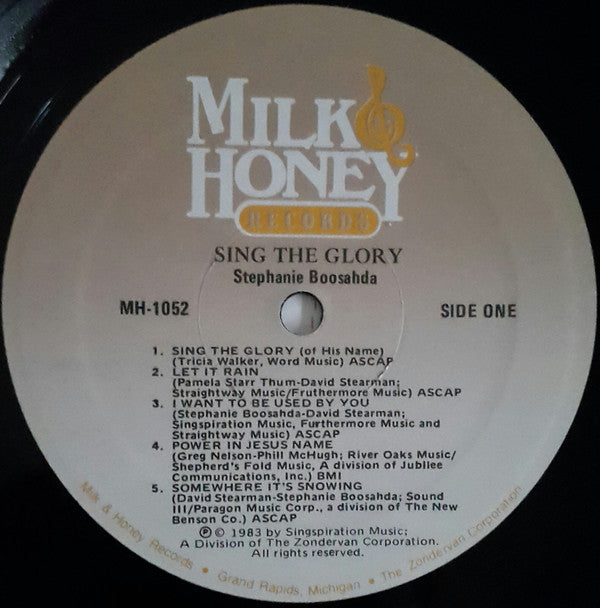 MILK &
HONEY
RECORDS
SING THE GLORY
Stephanie Boosahda
MH-1052
SIDE ONE
1. SING THE GLORY (of His Name)
(Tricia Walker, Word Music) ASCAP
2. LET IT RAIN
(Pamela Starr Thum-David Stearman;
Straightway Music/Fruthermore Music) ASCAP
3. I WANT TO BE USED BY YOU
(Stephanie Boosahda-David Stearman;
Singspiration Music, Furthermore Music and
Straightway Music) ASCAP
4. POWER IN JESUS NAME
(Greg Nelson-Phill McHugh; River Oaks Music/
Shepherd's Fold Music, A division of Jubilee
Communications, Inc.) BMI
5. SOMEWHERE IT'S SNOWING
(David Stearman-Stephanie Boosahda; Sound
III/Paragon Music Corp., a division of The New
Benson Co.) ASCAP
Ⓟ © 1983 by Singspiration Music;
A Division of The Zondervan Corporation.
All rights reserved.
Milk & Honey Records • Grand Rapids, Michigan • The Zondervan Corporation